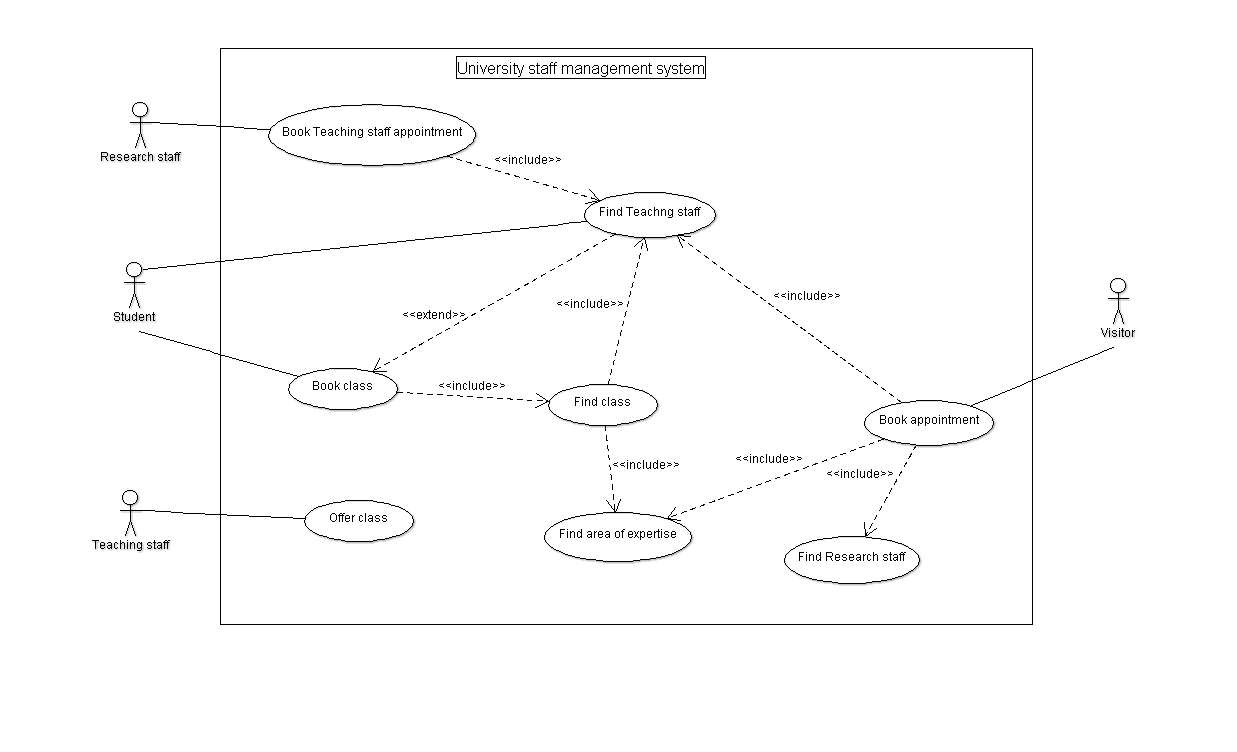 University staff management system
Book Teaching staff appointment
Research staff
<<include>>
Find Teachng staff
Student
<<include>>
<<include>>
<<extend>>
Visitor
Book class
<<include>>
Find class
Book appointment
<<include>>
<<include>>
<<include>>
Offer class
Find area of expertise
Teaching staff
Find Research staff